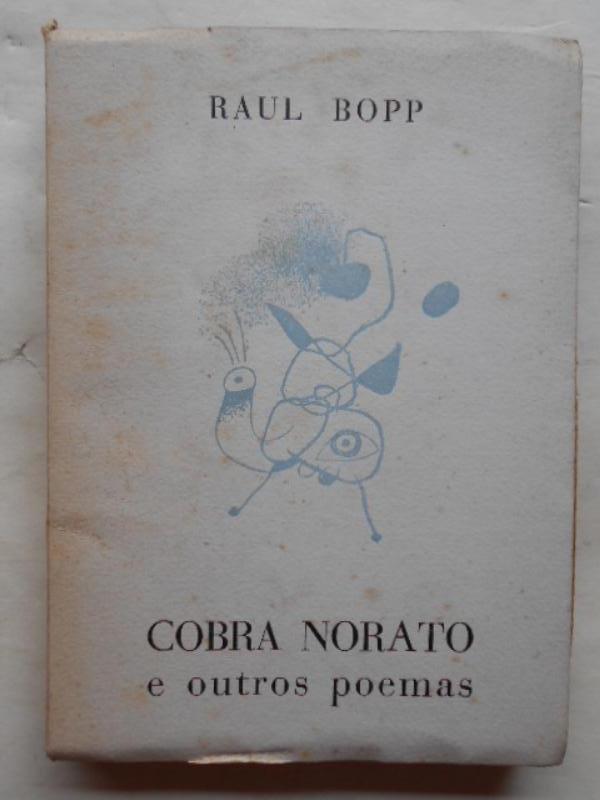 RAUL BOPP
COBRA NORATO
e outros poemas